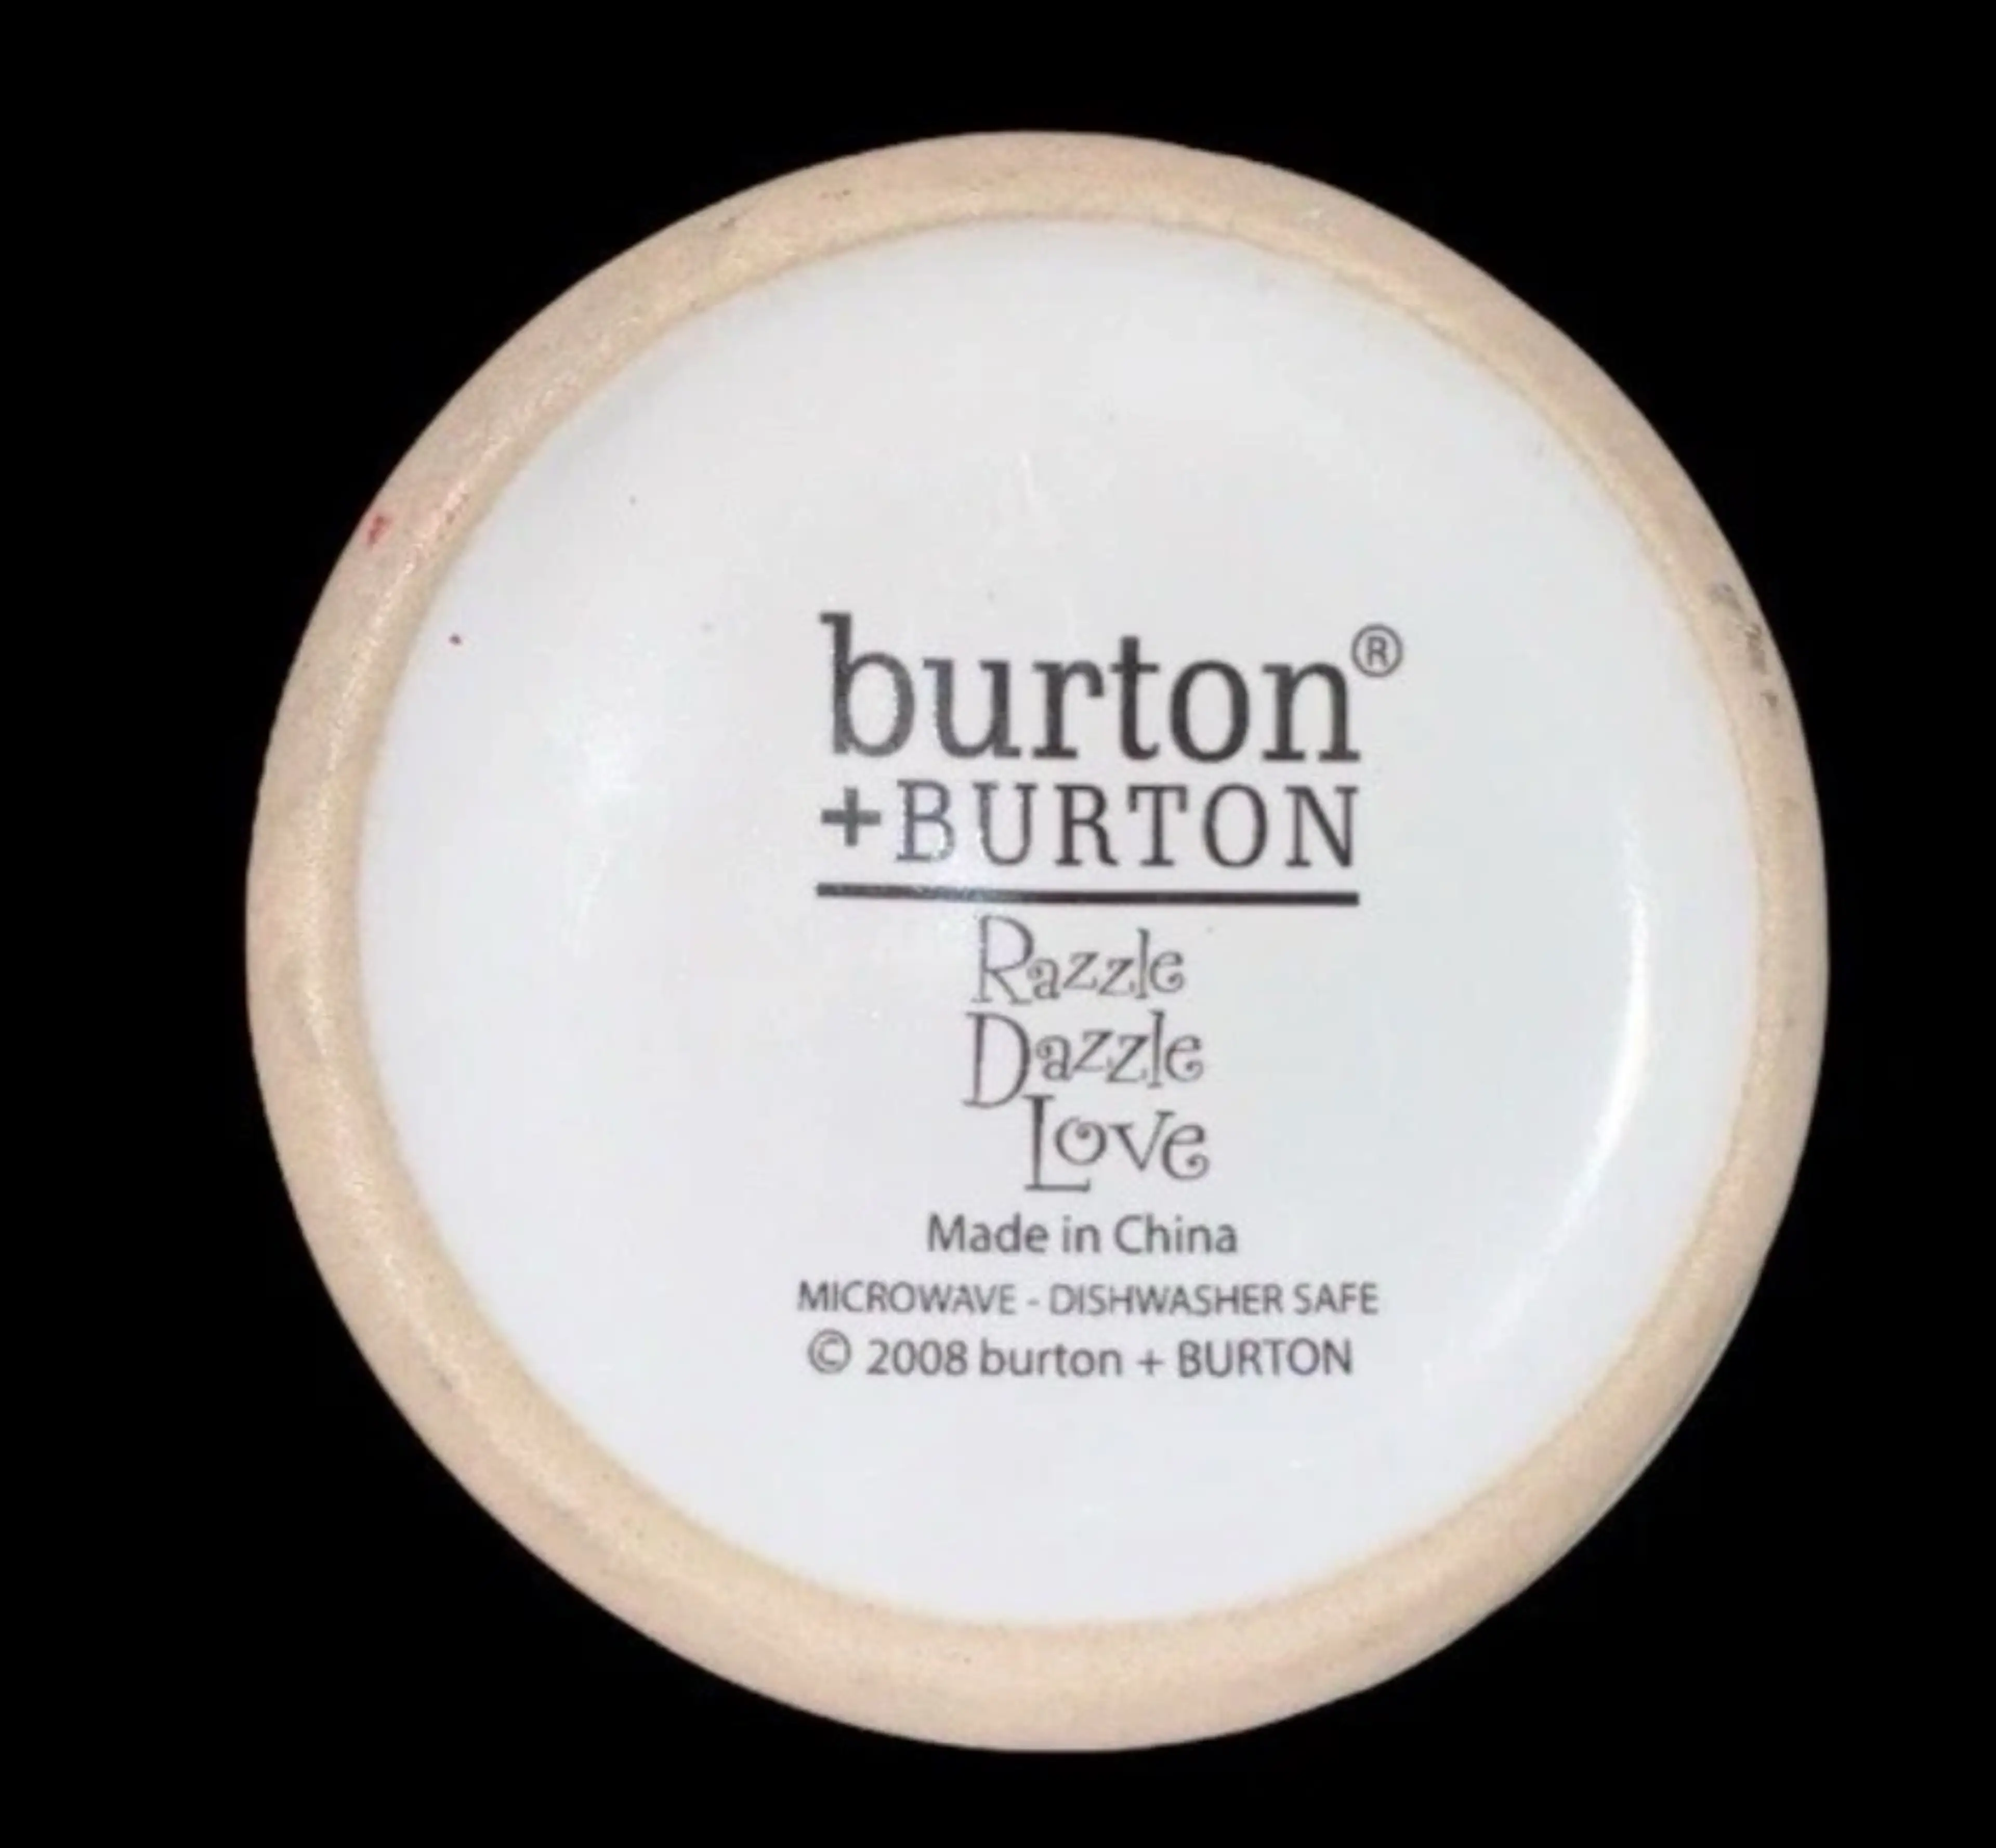 burton®
+BURTON
Razzle
Dazzle
Love
Made in China
MICROWAVE - DISHWASHER SAFE
© 2008 burton + BURTON